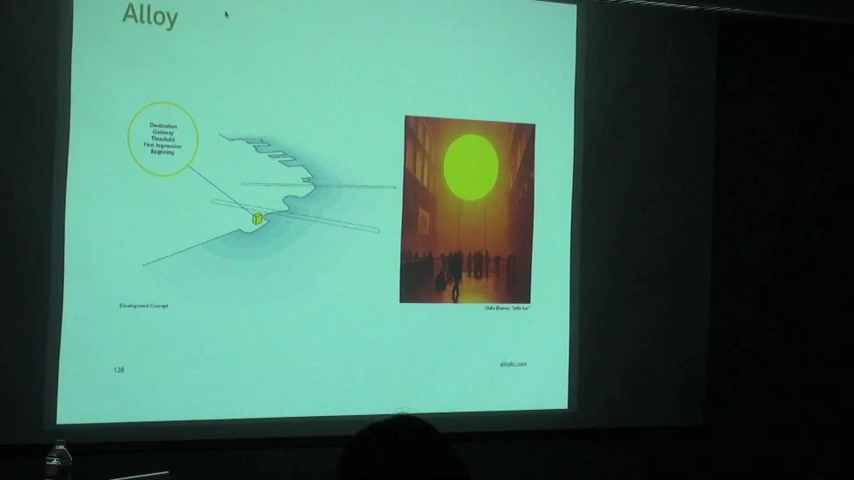 Alloy
Destination
Gateway
Threshold
First Impression
Beginning
Development Concept
138
alloyllc.com